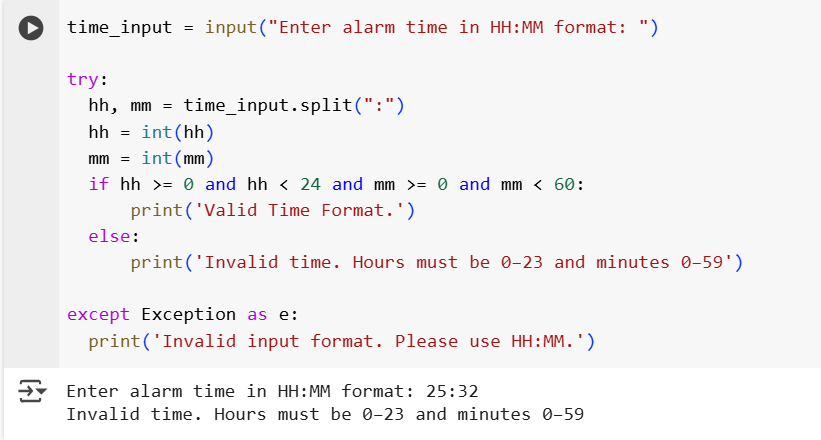 time_input = input("Enter alarm time in HH:MM format: ")

try:
  hh, mm = time_input.split(":")
  hh = int(hh)
  mm = int(mm)
  if hh >= 0 and hh < 24 and mm >= 0 and mm < 60:
      print('Valid Time Format.')
  else:
      print('Invalid time. Hours must be 0–23 and minutes 0–59')

except Exception as e:
  print('Invalid input format. Please use HH:MM.')
Enter alarm time in HH:MM format: 25:32
Invalid time. Hours must be 0–23 and minutes 0–59